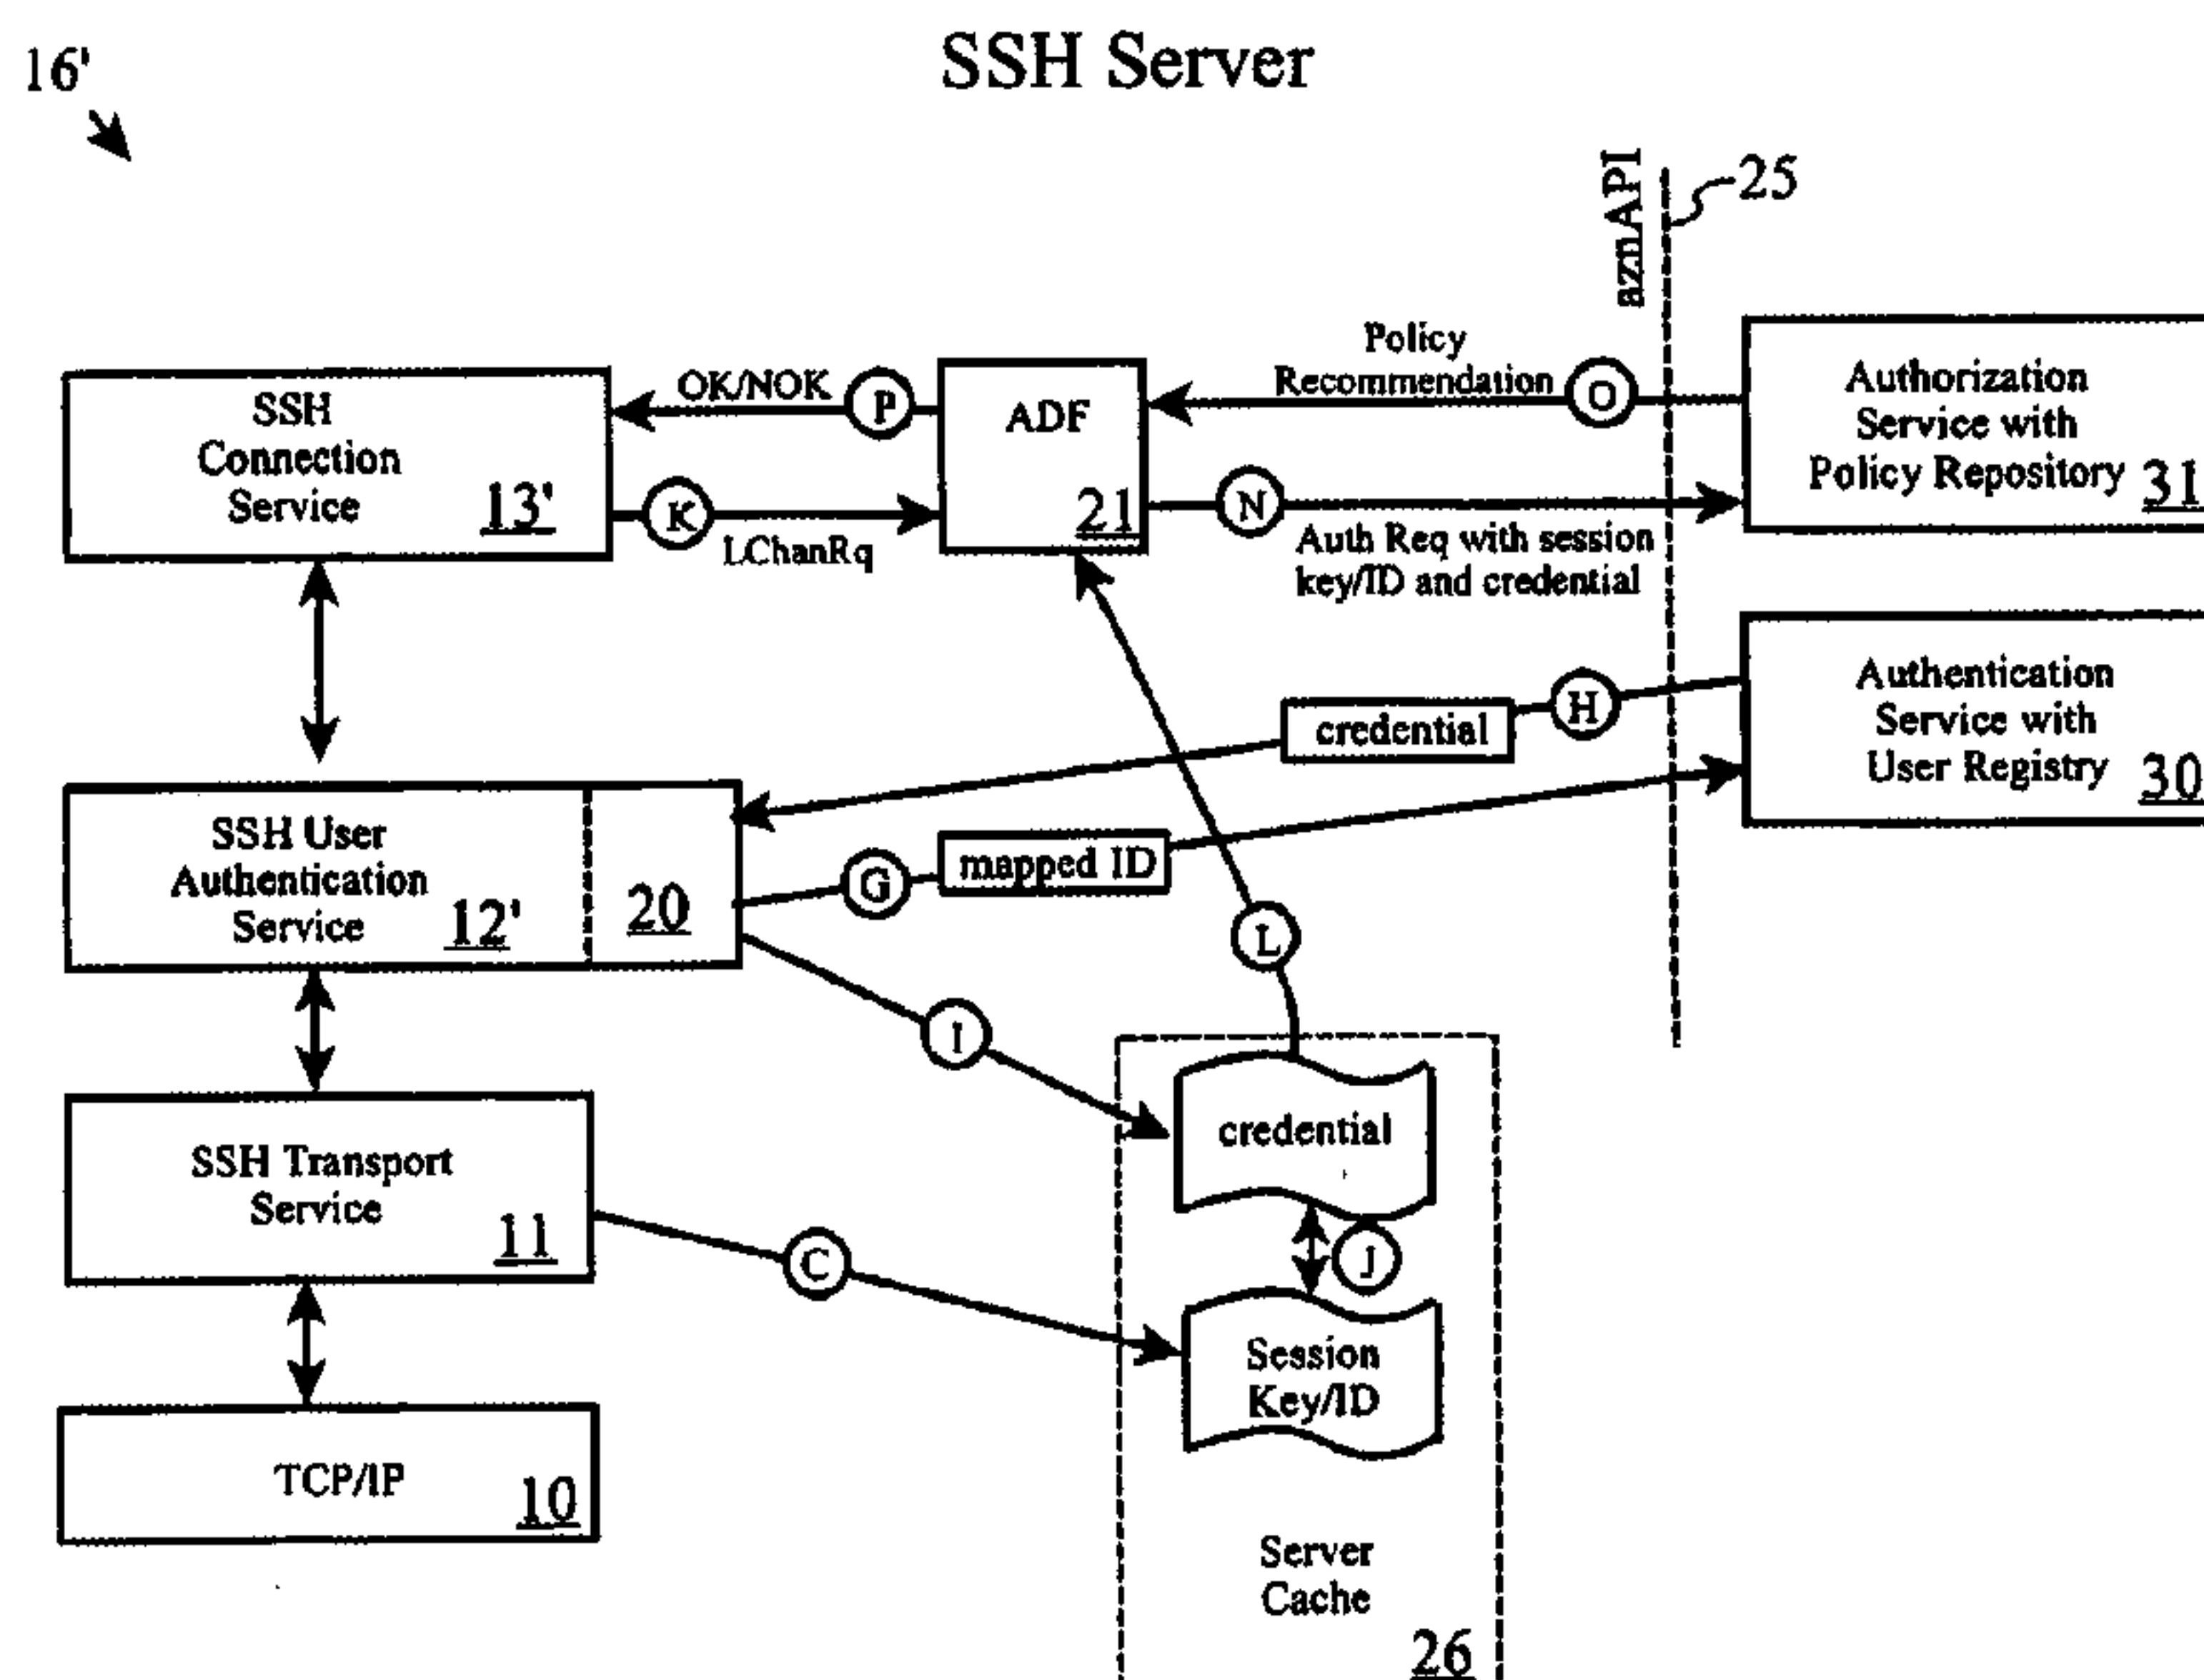 SSH Server
16'
aznAPI
25
OK/NOK
P
ADF
21
Policy
Recommendation
O
Authorization
Service with
Policy Repository
31
SSH
Connection
Service
13'
K
LChanRq
N
Auth Req with session
key/ID and credential
credential
H
Authentication
Service with
User Registry
30
SSH User
Authentication
Service
12'
20
G
mapped ID
L
I
credential
J
SSH Transport
Service
11
C
Session
Key/ID
TCP/IP
10
Server
Cache
26